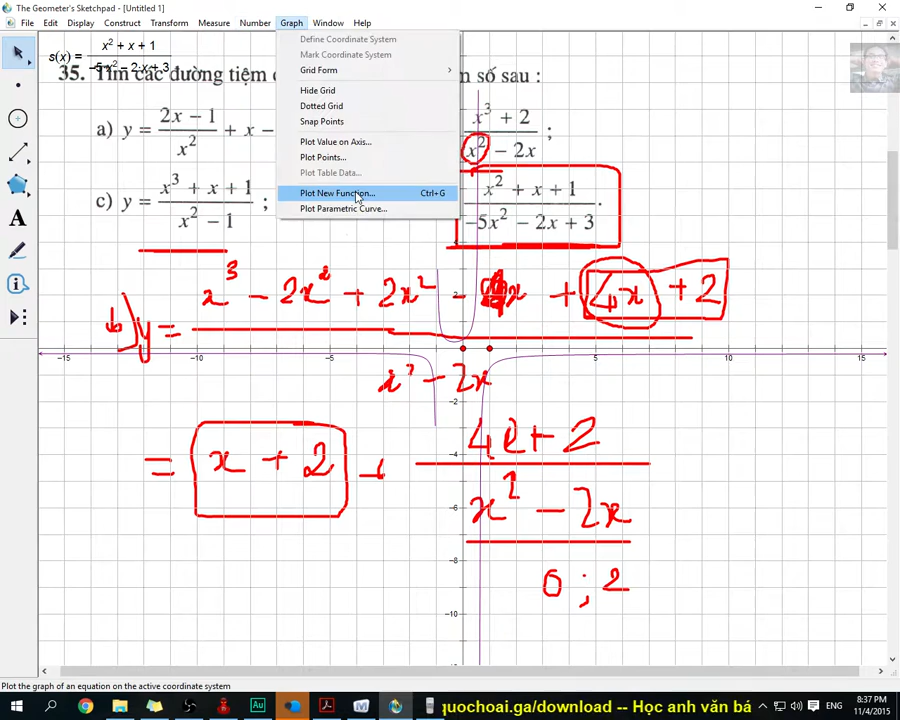 The Geometer's Sketchpad - [Untitled 1]
File Edit Display Construct Transform Measure Number Graph Window Help
Define Coordinate System
Mark Coordinate System
Grid Form
Hide Grid
Dotted Grid
Snap Points
Plot Value on Axis...
Plot Points...
Plot Table Data...
Plot New Function... Ctrl+G
Plot Parametric Curve...
s(x) = (x² + x + 1)/(-5·x² - 2·x + 3)
35. Tìm các đường tiệm m số sau :
a) y = (2x − 1)/x² + x −
(x³ + 2)/(x² − 2x) ;
c) y = (x³ + x + 1)/(x² − 1) ;
(x² + x + 1)/(−5x² − 2x + 3).
b) y = (x³ − 2x² + 2x² − x + 4x + 2)/(x² − 2x)
= x + 2 + (4x + 2)/(x² − 2x)
0 ; 2
-15 -10 -5 5 10 15
2
-2
-4
-6
-8
-10
Plot the graph of an equation on the active coordinate system
quochoai.ga/download -- Học anh văn bá
ENG
8:37 PM
11/4/2015